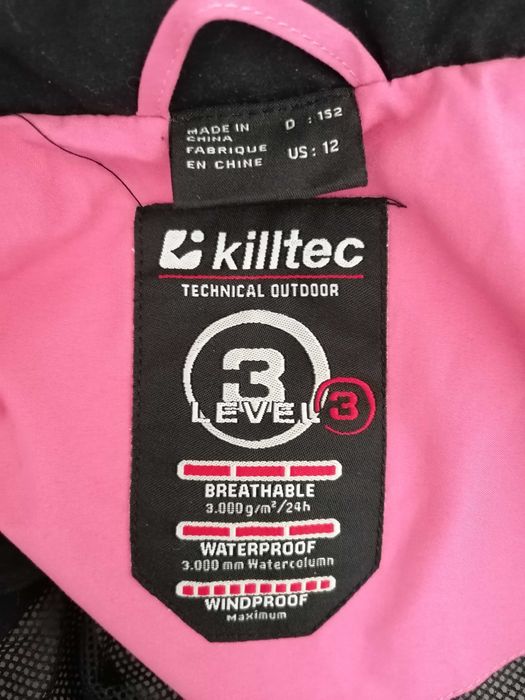 MADE IN
CHINA
FABRIQUE
EN CHINE
D : 152
US : 12
killtec
TECHNICAL OUTDOOR
3
LEVEL 3
BREATHABLE
3.000g/m²/24h
WATERPROOF
3.000 mm Watercolumn
WINDPROOF
Maximum